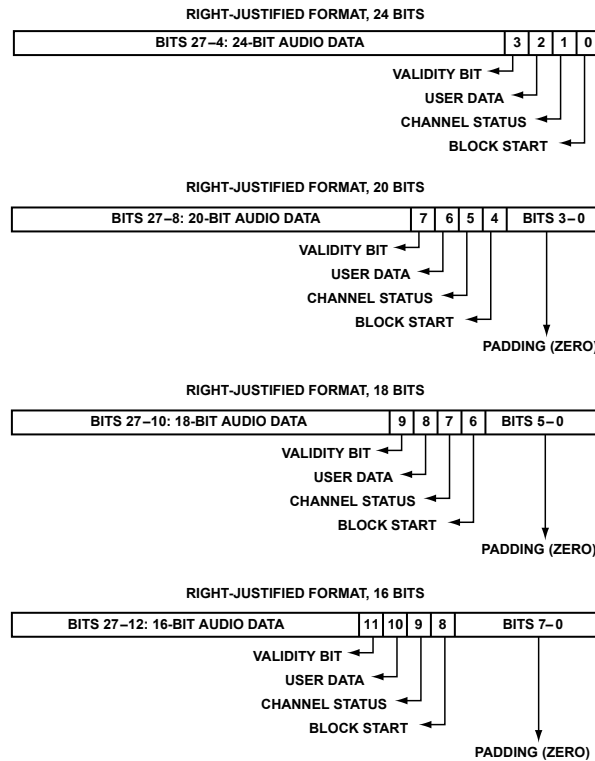 RIGHT-JUSTIFIED FORMAT, 24 BITS
BITS 27–4: 24-BIT AUDIO DATA 3 2 1 0
VALIDITY BIT
USER DATA
CHANNEL STATUS
BLOCK START
RIGHT-JUSTIFIED FORMAT, 20 BITS
BITS 27–8: 20-BIT AUDIO DATA 7 6 5 4 BITS 3–0
VALIDITY BIT
USER DATA
CHANNEL STATUS
BLOCK START
PADDING (ZERO)
RIGHT-JUSTIFIED FORMAT, 18 BITS
BITS 27–10: 18-BIT AUDIO DATA 9 8 7 6 BITS 5–0
VALIDITY BIT
USER DATA
CHANNEL STATUS
BLOCK START
PADDING (ZERO)
RIGHT-JUSTIFIED FORMAT, 16 BITS
BITS 27–12: 16-BIT AUDIO DATA 11 10 9 8 BITS 7–0
VALIDITY BIT
USER DATA
CHANNEL STATUS
BLOCK START
PADDING (ZERO)